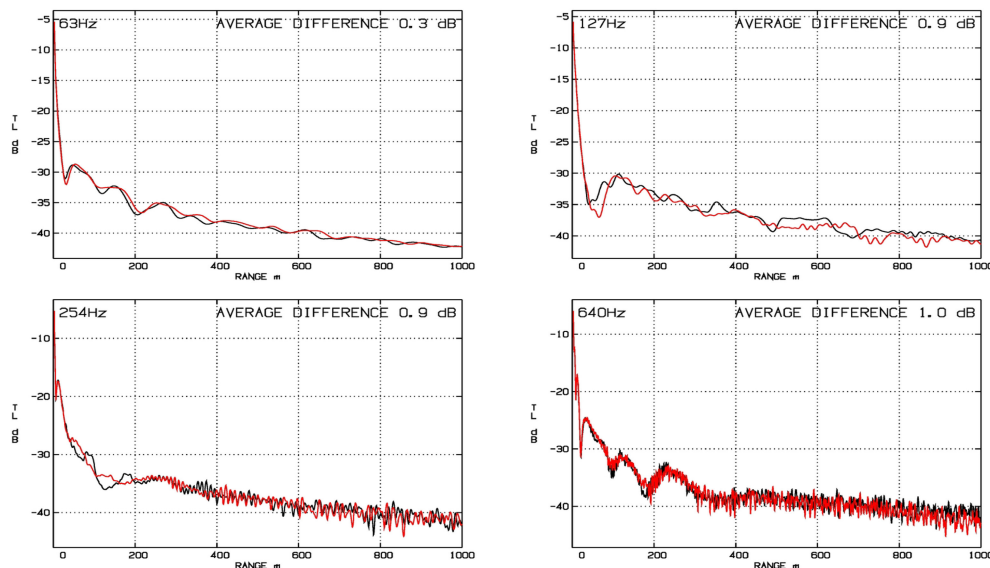 63Hz AVERAGE DIFFERENCE 0.3 dB
-5
-10
-15
-20
-25
-30
-35
-40
TL dB
0 200 400 600 800 1000
RANGE m
127Hz AVERAGE DIFFERENCE 0.9 dB
-5
-10
-15
-20
-25
-30
-35
-40
TL dB
0 200 400 600 800 1000
RANGE m
254Hz AVERAGE DIFFERENCE 0.9 dB
-10
-20
-30
-40
TL dB
0 200 400 600 800 1000
RANGE m
640Hz AVERAGE DIFFERENCE 1.0 dB
-10
-20
-30
-40
TL dB
0 200 400 600 800 1000
RANGE m